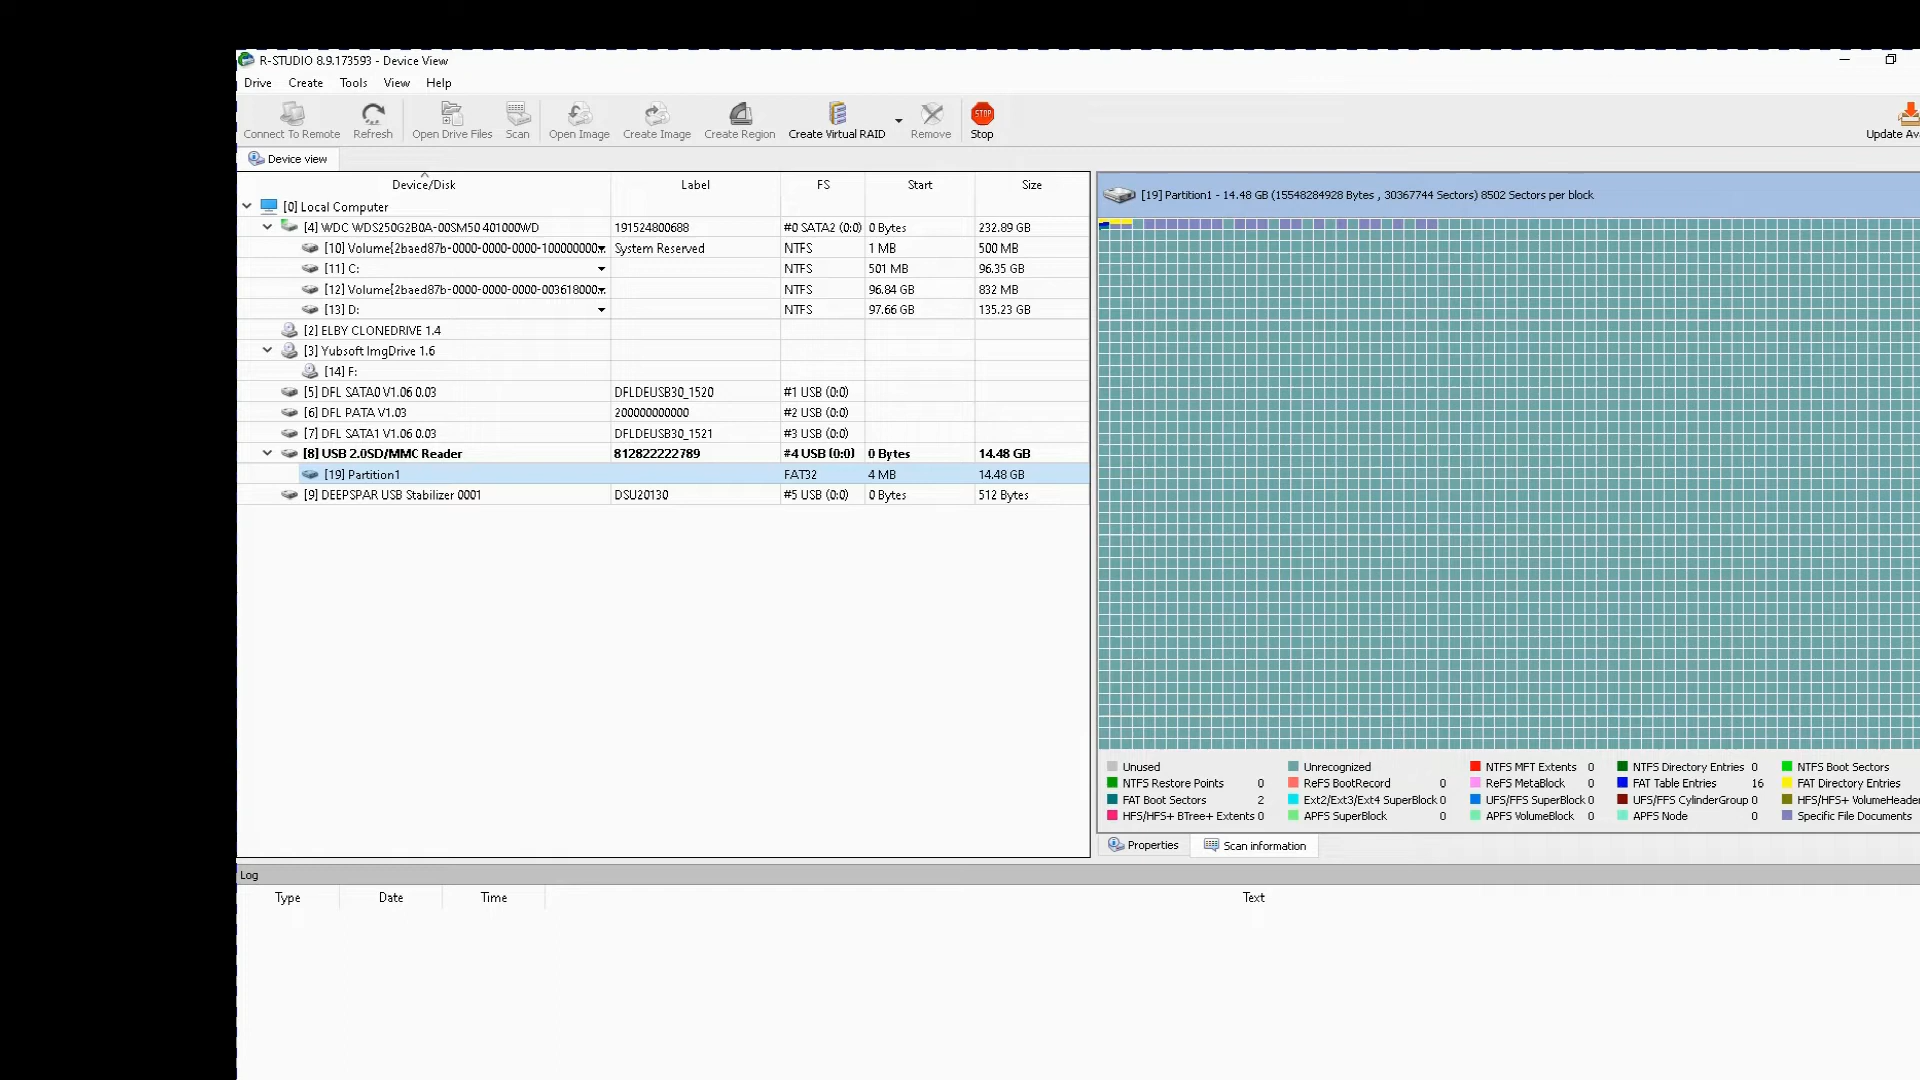 R-STUDIO 8.9.173593 - Device View
Drive Create Tools View Help
Connect To Remote Refresh Open Drive Files Scan Open Image Create Image Create Region Create Virtual RAID Remove STOP Stop Update Ava
Device view
Device/Disk Label FS Start Size
[0] Local Computer
[4] WDC WDS250G2B0A-00SM50 401000WD 191524800688 #0 SATA2 (0:0) 0 Bytes 232.89 GB
[10] Volume{2baed87b-0000-0000-0000-100000000 System Reserved NTFS 1 MB 500 MB
[11] C: NTFS 501 MB 96.35 GB
[12] Volume{2baed87b-0000-0000-0000-003618000 NTFS 96.84 GB 832 MB
[13] D: NTFS 97.66 GB 135.23 GB
[2] ELBY CLONEDRIVE 1.4
[3] Yubsoft ImgDrive 1.6
[14] F:
[5] DFL SATA0 V1.06 0.03 DFLDEUSB30_1520 #1 USB (0:0)
[6] DFL PATA V1.03 200000000000 #2 USB (0:0)
[7] DFL SATA1 V1.06 0.03 DFLDEUSB30_1521 #3 USB (0:0)
[8] USB 2.0SD/MMC Reader 812822222789 #4 USB (0:0) 0 Bytes 14.48 GB
[19] Partition1 FAT32 4 MB 14.48 GB
[9] DEEPSPAR USB Stabilizer 0001 DSU20130 #5 USB (0:0) 0 Bytes 512 Bytes
[19] Partition1 - 14.48 GB (15548284928 Bytes , 30367744 Sectors) 8502 Sectors per block
Unused Unrecognized NTFS MFT Extents 0 NTFS Directory Entries 0 NTFS Boot Sectors
NTFS Restore Points 0 ReFS BootRecord 0 ReFS MetaBlock 0 FAT Table Entries 16 FAT Directory Entries
FAT Boot Sectors 2 Ext2/Ext3/Ext4 SuperBlock 0 UFS/FFS SuperBlock 0 UFS/FFS CylinderGroup 0 HFS/HFS+ VolumeHeader
HFS/HFS+ BTree+ Extents 0 APFS SuperBlock 0 APFS VolumeBlock 0 APFS Node 0 Specific File Documents
Properties Scan information
Log
Type Date Time Text